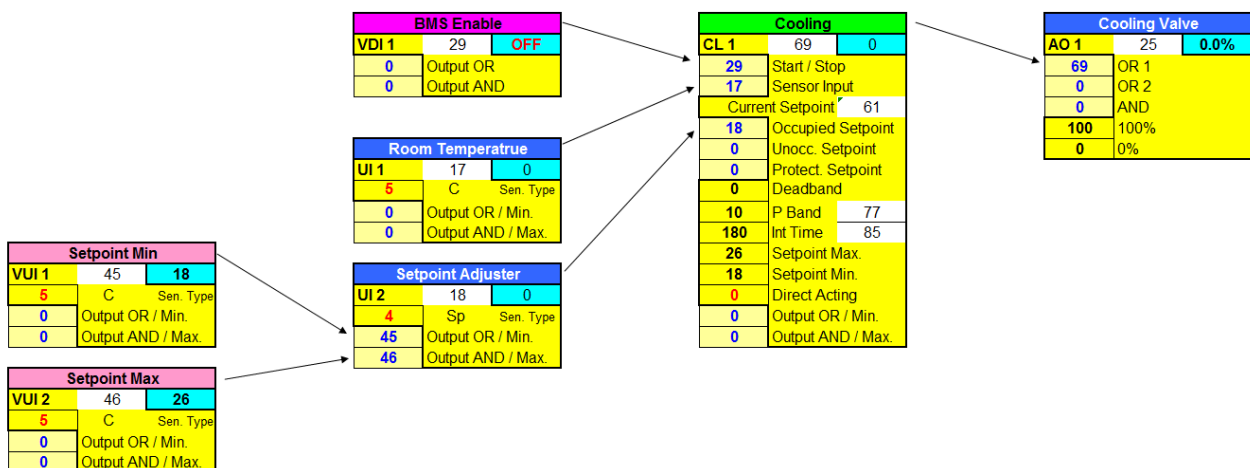 BMS Enable
VDI 1 29 OFF
0 Output OR
0 Output AND
Room Temperatrue
UI 1 17 0
5 C Sen. Type
0 Output OR / Min.
0 Output AND / Max.
Setpoint Min
VUI 1 45 18
5 C Sen. Type
0 Output OR / Min.
0 Output AND / Max.
Setpoint Max
VUI 2 46 26
5 C Sen. Type
0 Output OR / Min.
0 Output AND / Max.
Setpoint Adjuster
UI 2 18 0
4 Sp Sen. Type
45 Output OR / Min.
46 Output AND / Max.
Cooling
CL 1 69 0
29 Start / Stop
17 Sensor Input
Current Setpoint 61
18 Occupied Setpoint
0 Unocc. Setpoint
0 Protect. Setpoint
0 Deadband
10 P Band 77
180 Int Time 85
26 Setpoint Max.
18 Setpoint Min.
0 Direct Acting
0 Output OR / Min.
0 Output AND / Max.
Cooling Valve
AO 1 25 0.0%
69 OR 1
0 OR 2
0 AND
100 100%
0 0%